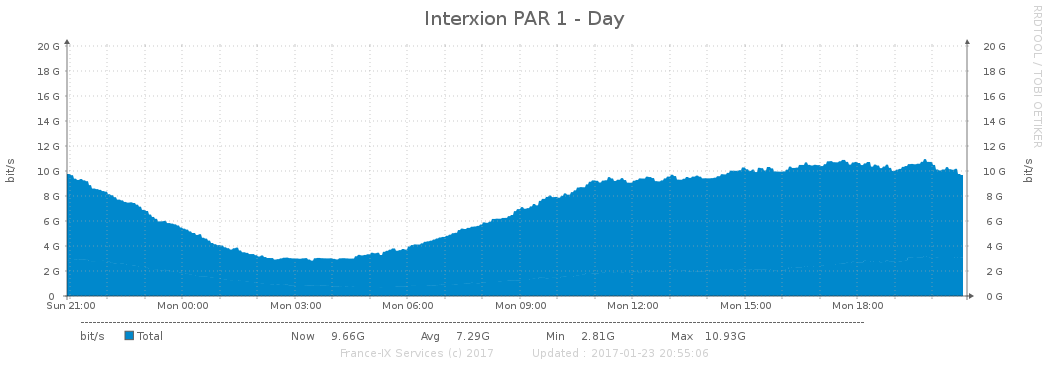 Interxion PAR 1 - Day
RRDTOOL / TOBI OETIKER
bit/s
20 G 20 G
18 G 18 G
16 G 16 G
14 G 14 G
12 G 12 G
10 G 10 G
8 G 8 G
6 G 6 G
4 G 4 G
2 G 2 G
0 0 G
bit/s
Sun 21:00 Mon 00:00 Mon 03:00 Mon 06:00 Mon 09:00 Mon 12:00 Mon 15:00 Mon 18:00
bit/s Total Now 9.66G Avg 7.29G Min 2.81G Max 10.93G
France-IX Services (c) 2017 Updated : 2017-01-23 20:55:06